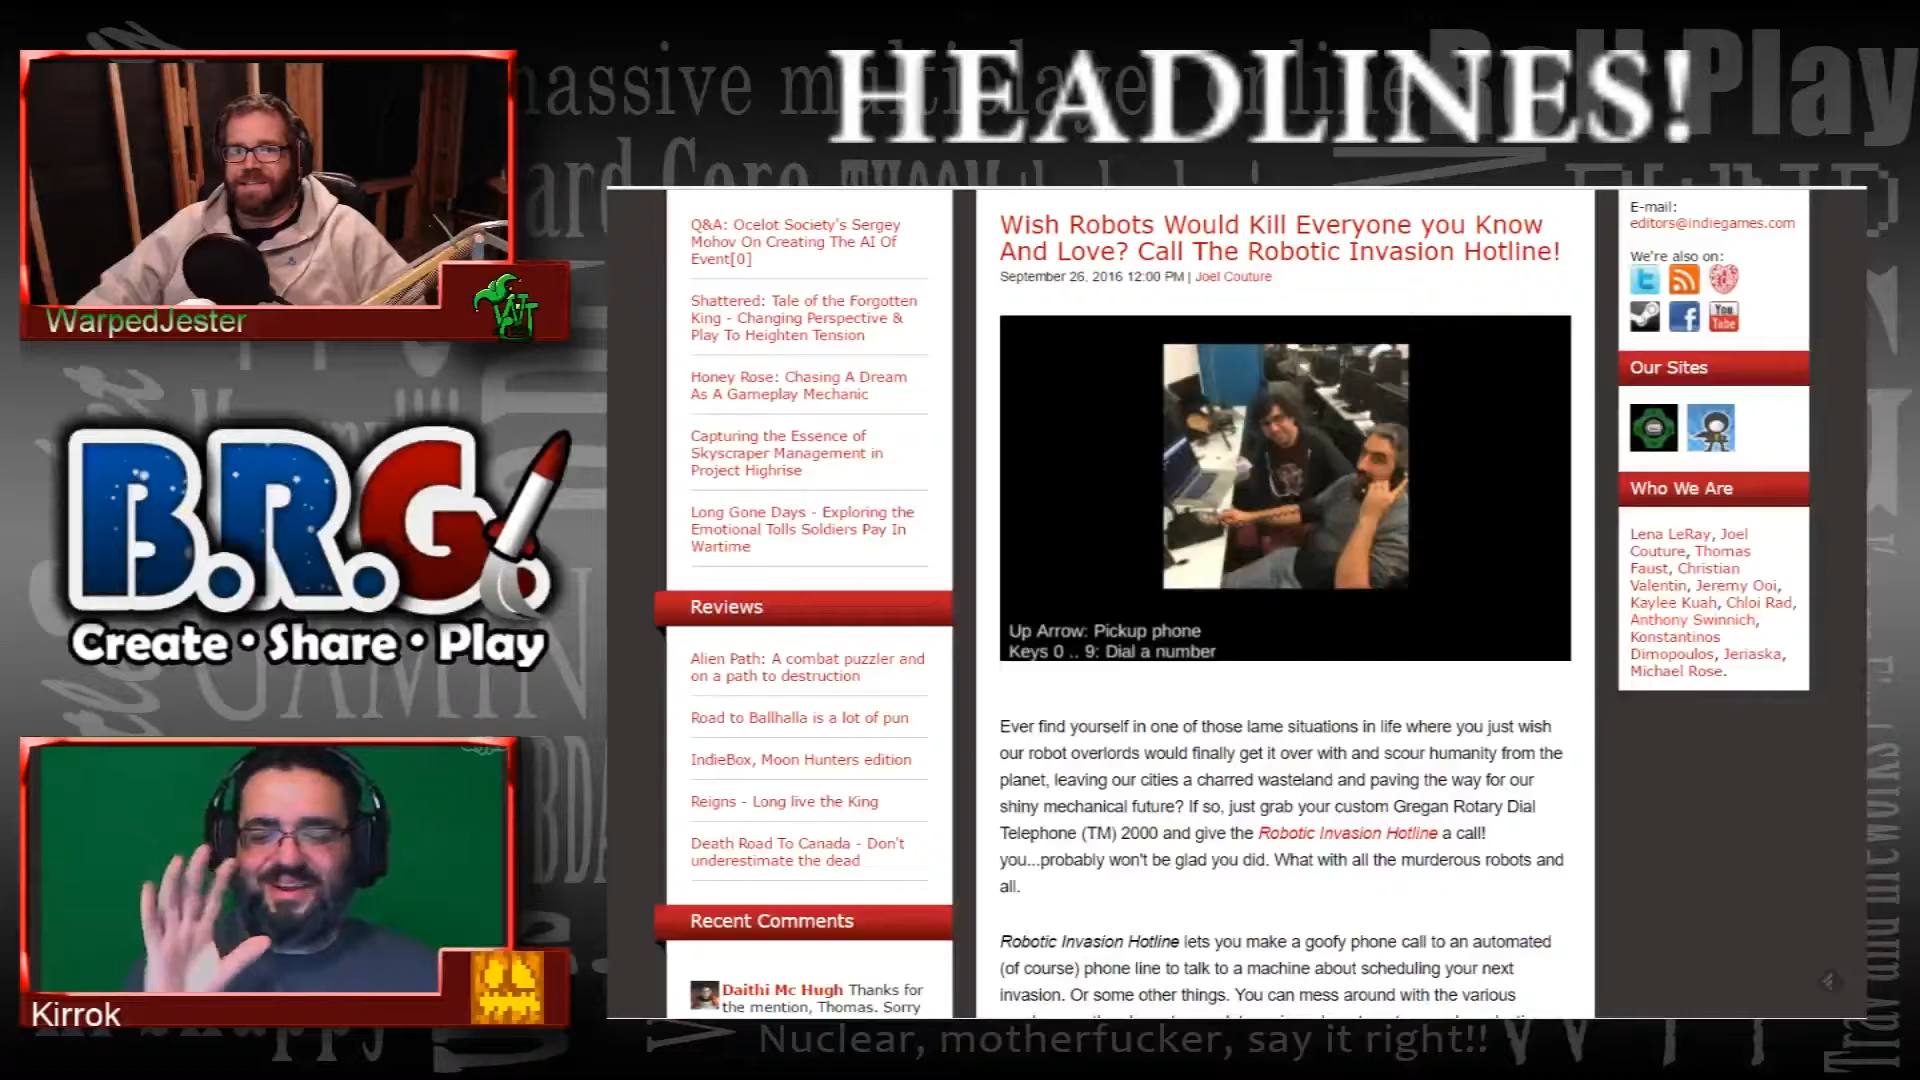 HEADLINES!
massive multiplayer online
Roll Play
Hard Core
WarpedJester
B.R.G.
Create • Share • Play
Kirrok
Q&A: Ocelot Society's Sergey
Mohov On Creating The AI Of
Event[0]
Shattered: Tale of the Forgotten
King - Changing Perspective &
Play To Heighten Tension
Honey Rose: Chasing A Dream
As A Gameplay Mechanic
Capturing the Essence of
Skyscraper Management in
Project Highrise
Long Gone Days - Exploring the
Emotional Tolls Soldiers Pay In
Wartime
Reviews
Alien Path: A combat puzzler and
on a path to destruction
Road to Ballhalla is a lot of pun
IndieBox, Moon Hunters edition
Reigns - Long live the King
Death Road To Canada - Don't
underestimate the dead
Recent Comments
Daithi Mc Hugh Thanks for
the mention, Thomas. Sorry
Wish Robots Would Kill Everyone you Know
And Love? Call The Robotic Invasion Hotline!
September 26, 2016 12:00 PM | Joel Couture
Up Arrow: Pickup phone
Keys 0 .. 9: Dial a number
Ever find yourself in one of those lame situations in life where you just wish
our robot overlords would finally get it over with and scour humanity from the
planet, leaving our cities a charred wasteland and paving the way for our
shiny mechanical future? If so, just grab your custom Gregan Rotary Dial
Telephone (TM) 2000 and give the Robotic Invasion Hotline a call!
you...probably won't be glad you did. What with all the murderous robots and
all.
Robotic Invasion Hotline lets you make a goofy phone call to an automated
(of course) phone line to talk to a machine about scheduling your next
invasion. Or some other things. You can mess around with the various
E-mail:
editors@indiegames.com
We're also on:
You
Tube
Our Sites
Who We Are
Lena LeRay, Joel
Couture, Thomas
Faust, Christian
Valentin, Jeremy Ooi,
Kaylee Kuah, Chloi Rad,
Anthony Swinnich,
Konstantinos
Dimopoulos, Jeriaska,
Michael Rose.
Nuclear, motherfucker, say it right!!